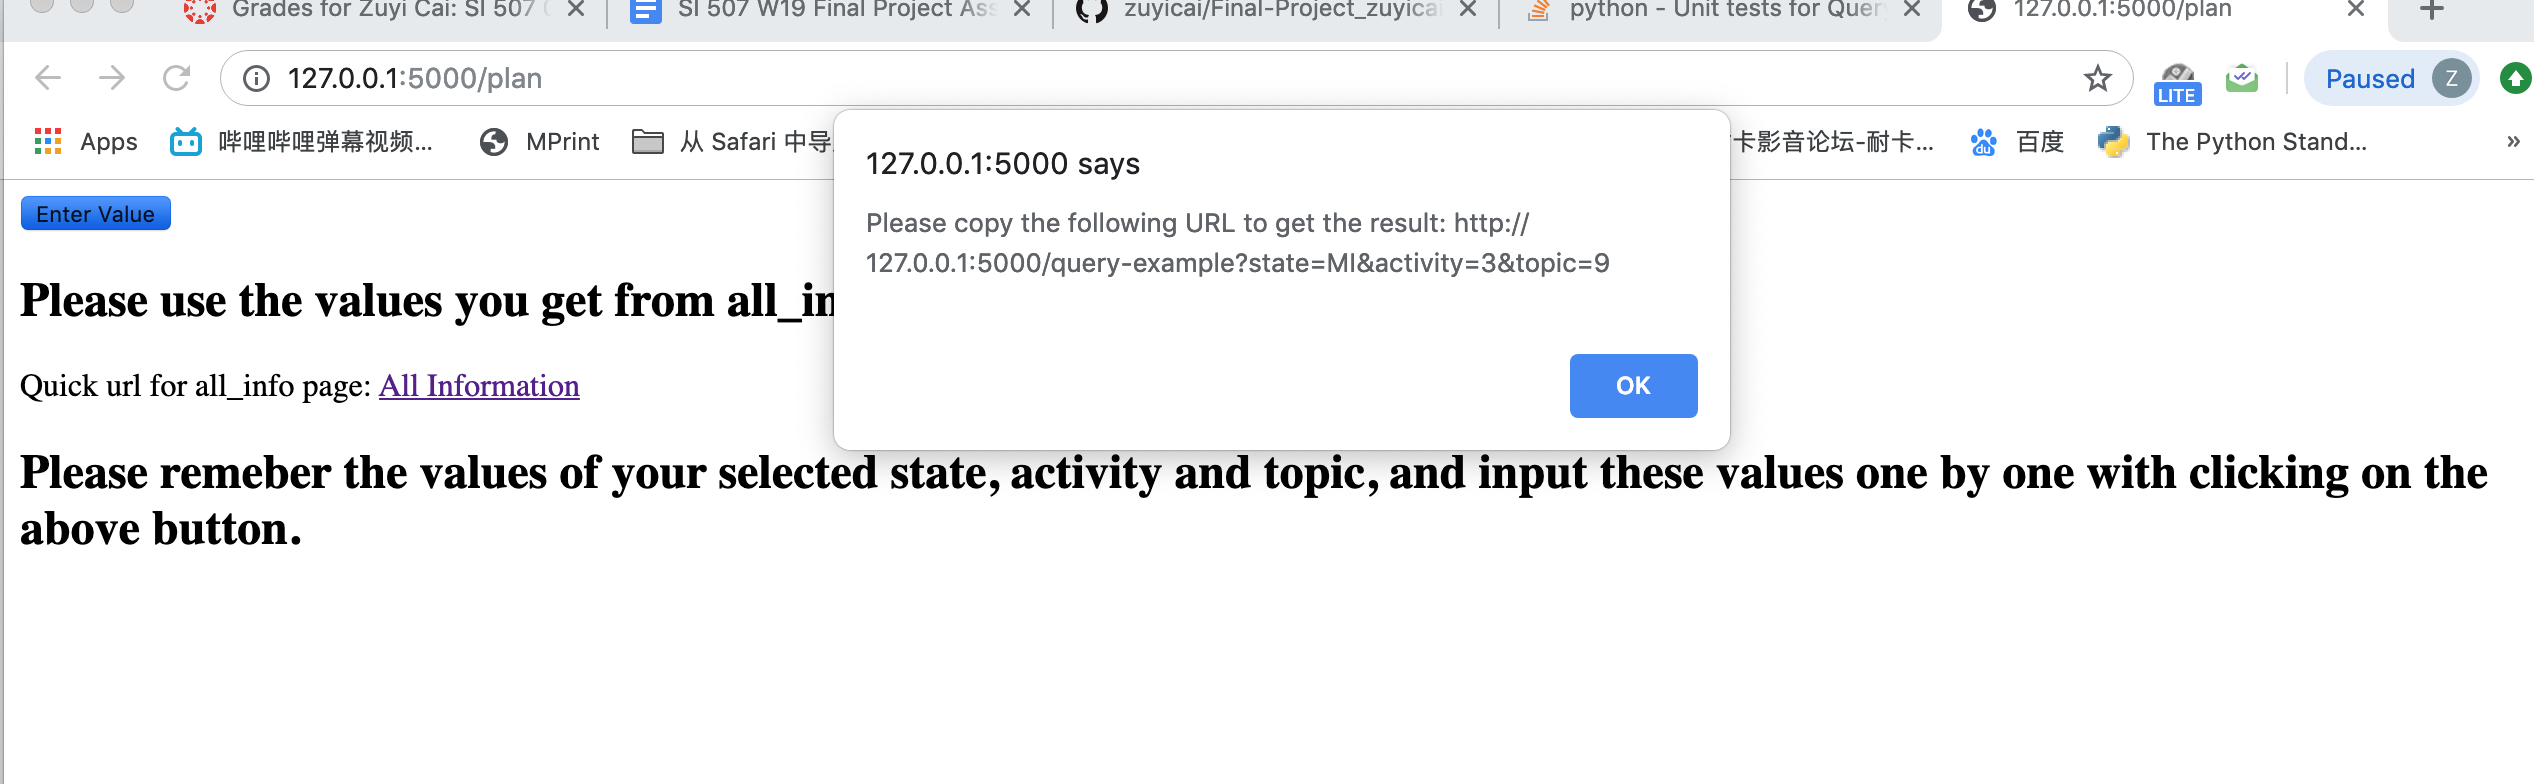 Grades for Zuyi Cai: SI 507
SI 507 W19 Final Project Ass
zuyicai/Final-Project_zuyicai
python - Unit tests for Query
127.0.0.1:5000/plan
127.0.0.1:5000/plan
LITE
Paused
Z
Apps
哔哩哔哩弹幕视频...
MPrint
从 Safari 中导
卡影音论坛-耐卡...
du
百度
The Python Stand...
»
127.0.0.1:5000 says
Please copy the following URL to get the result: http://
127.0.0.1:5000/query-example?state=MI&activity=3&topic=9
OK
Enter Value
Please use the values you get from all_in
Quick url for all_info page: All Information
Please remeber the values of your selected state, activity and topic, and input these values one by one with clicking on the
above button.